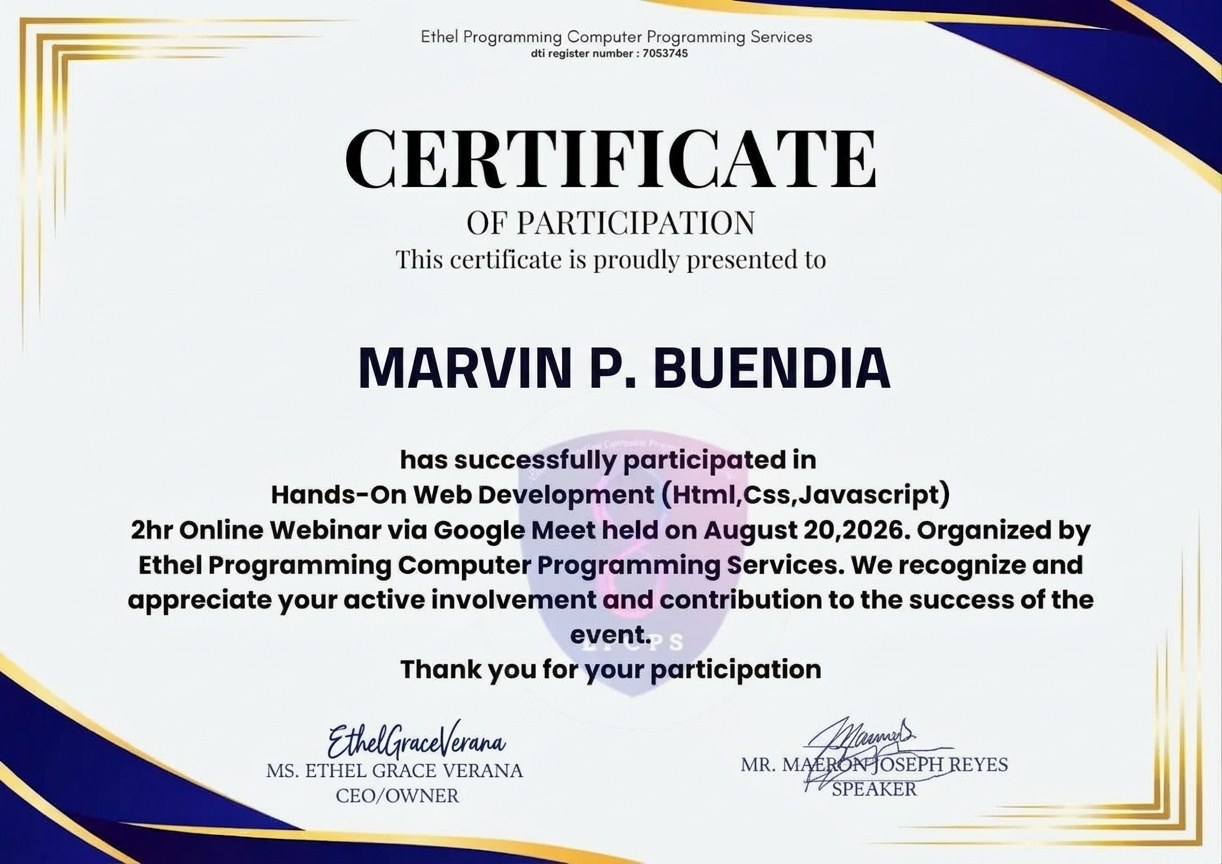 Ethel Programming Computer Programming Services
dti register number : 7053745
CERTIFICATE
OF PARTICIPATION
This certificate is proudly presented to
MARVIN P. BUENDIA
has successfully participated in
Hands-On Web Development (Html,Css,Javascript)
2hr Online Webinar via Google Meet held on August 20,2026. Organized by
Ethel Programming Computer Programming Services. We recognize and
appreciate your active involvement and contribution to the success of the
event.
Thank you for your participation
EthelGraceVerana
MS. ETHEL GRACE VERANA
CEO/OWNER
MR. MAERON JOSEPH REYES
SPEAKER